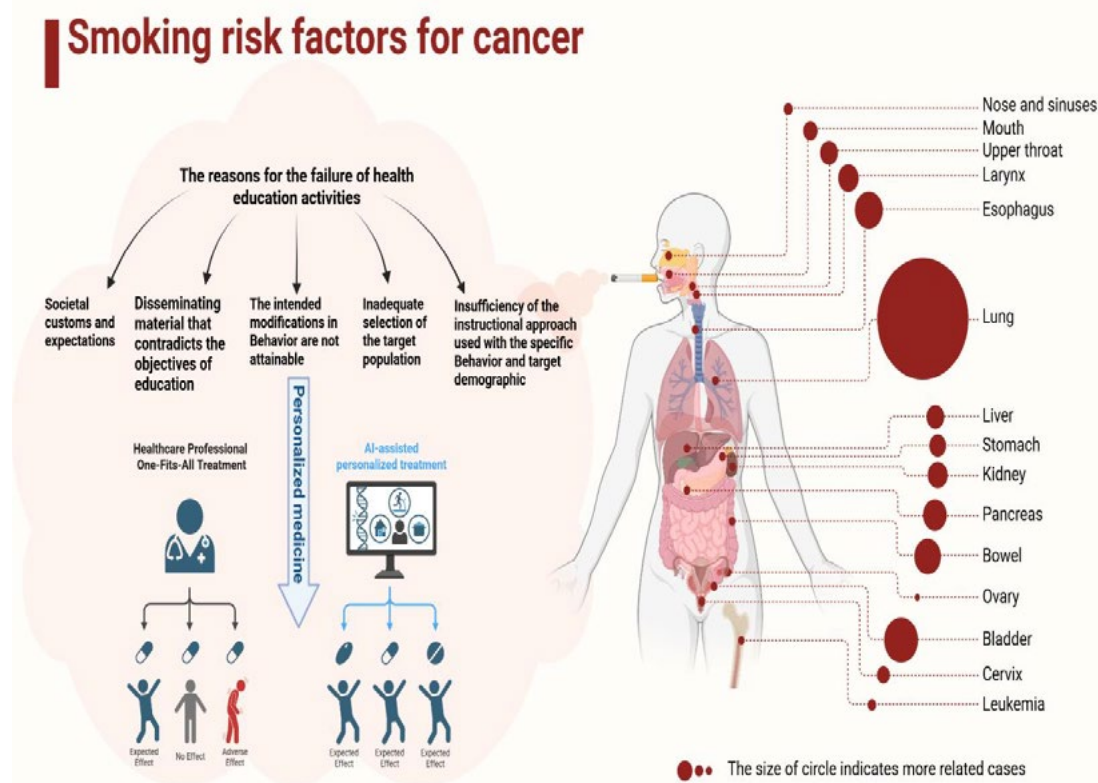 Smoking risk factors for cancer
The reasons for the failure of health
education activities
Societal
customs and
expectations
Disseminating
material that
contradicts the
objectives of
education
The intended
modifications in
Behavior are not
attainable
Inadequate
selection of
the target
population
Insufficiency of the
instructional approach
used with the specific
Behavior and target
demographic
Personalized medicine
Healthcare Professional
One-Fits-All Treatment
AI-assisted
personalized treatment
Expected
Effect
No Effect
Adverse
Effect
Expected
Effect
Expected
Effect
Expected
Effect
Nose and sinuses
Mouth
Upper throat
Larynx
Esophagus
Lung
Liver
Stomach
Kidney
Pancreas
Bowel
Ovary
Bladder
Cervix
Leukemia
The size of circle indicates more related cases